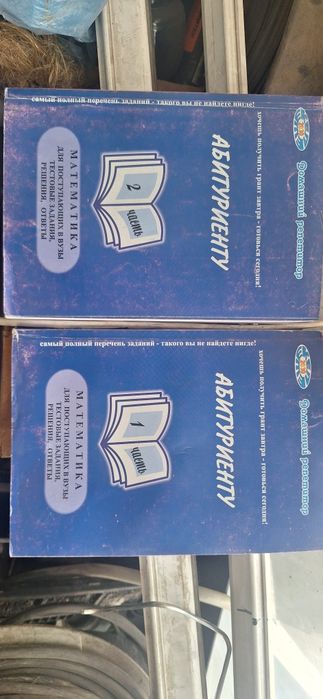 Домашний репетитор
хочешь получить грант завтра - готовься сегодня!
АБИТУРИЕНТУ
2
часть
МАТЕМАТИКА
ДЛЯ ПОСТУПАЮЩИХ В ВУЗЫ
ТЕСТОВЫЕ ЗАДАНИЯ,
РЕШЕНИЯ, ОТВЕТЫ
самый полный перечень заданий - такого вы не найдете нигде!
Домашний репетитор
хочешь получить грант завтра - готовься сегодня!
АБИТУРИЕНТУ
1
часть
МАТЕМАТИКА
ДЛЯ ПОСТУПАЮЩИХ В ВУЗЫ
ТЕСТОВЫЕ ЗАДАНИЯ,
РЕШЕНИЯ, ОТВЕТЫ
самый полный перечень заданий - такого вы не найдете нигде!